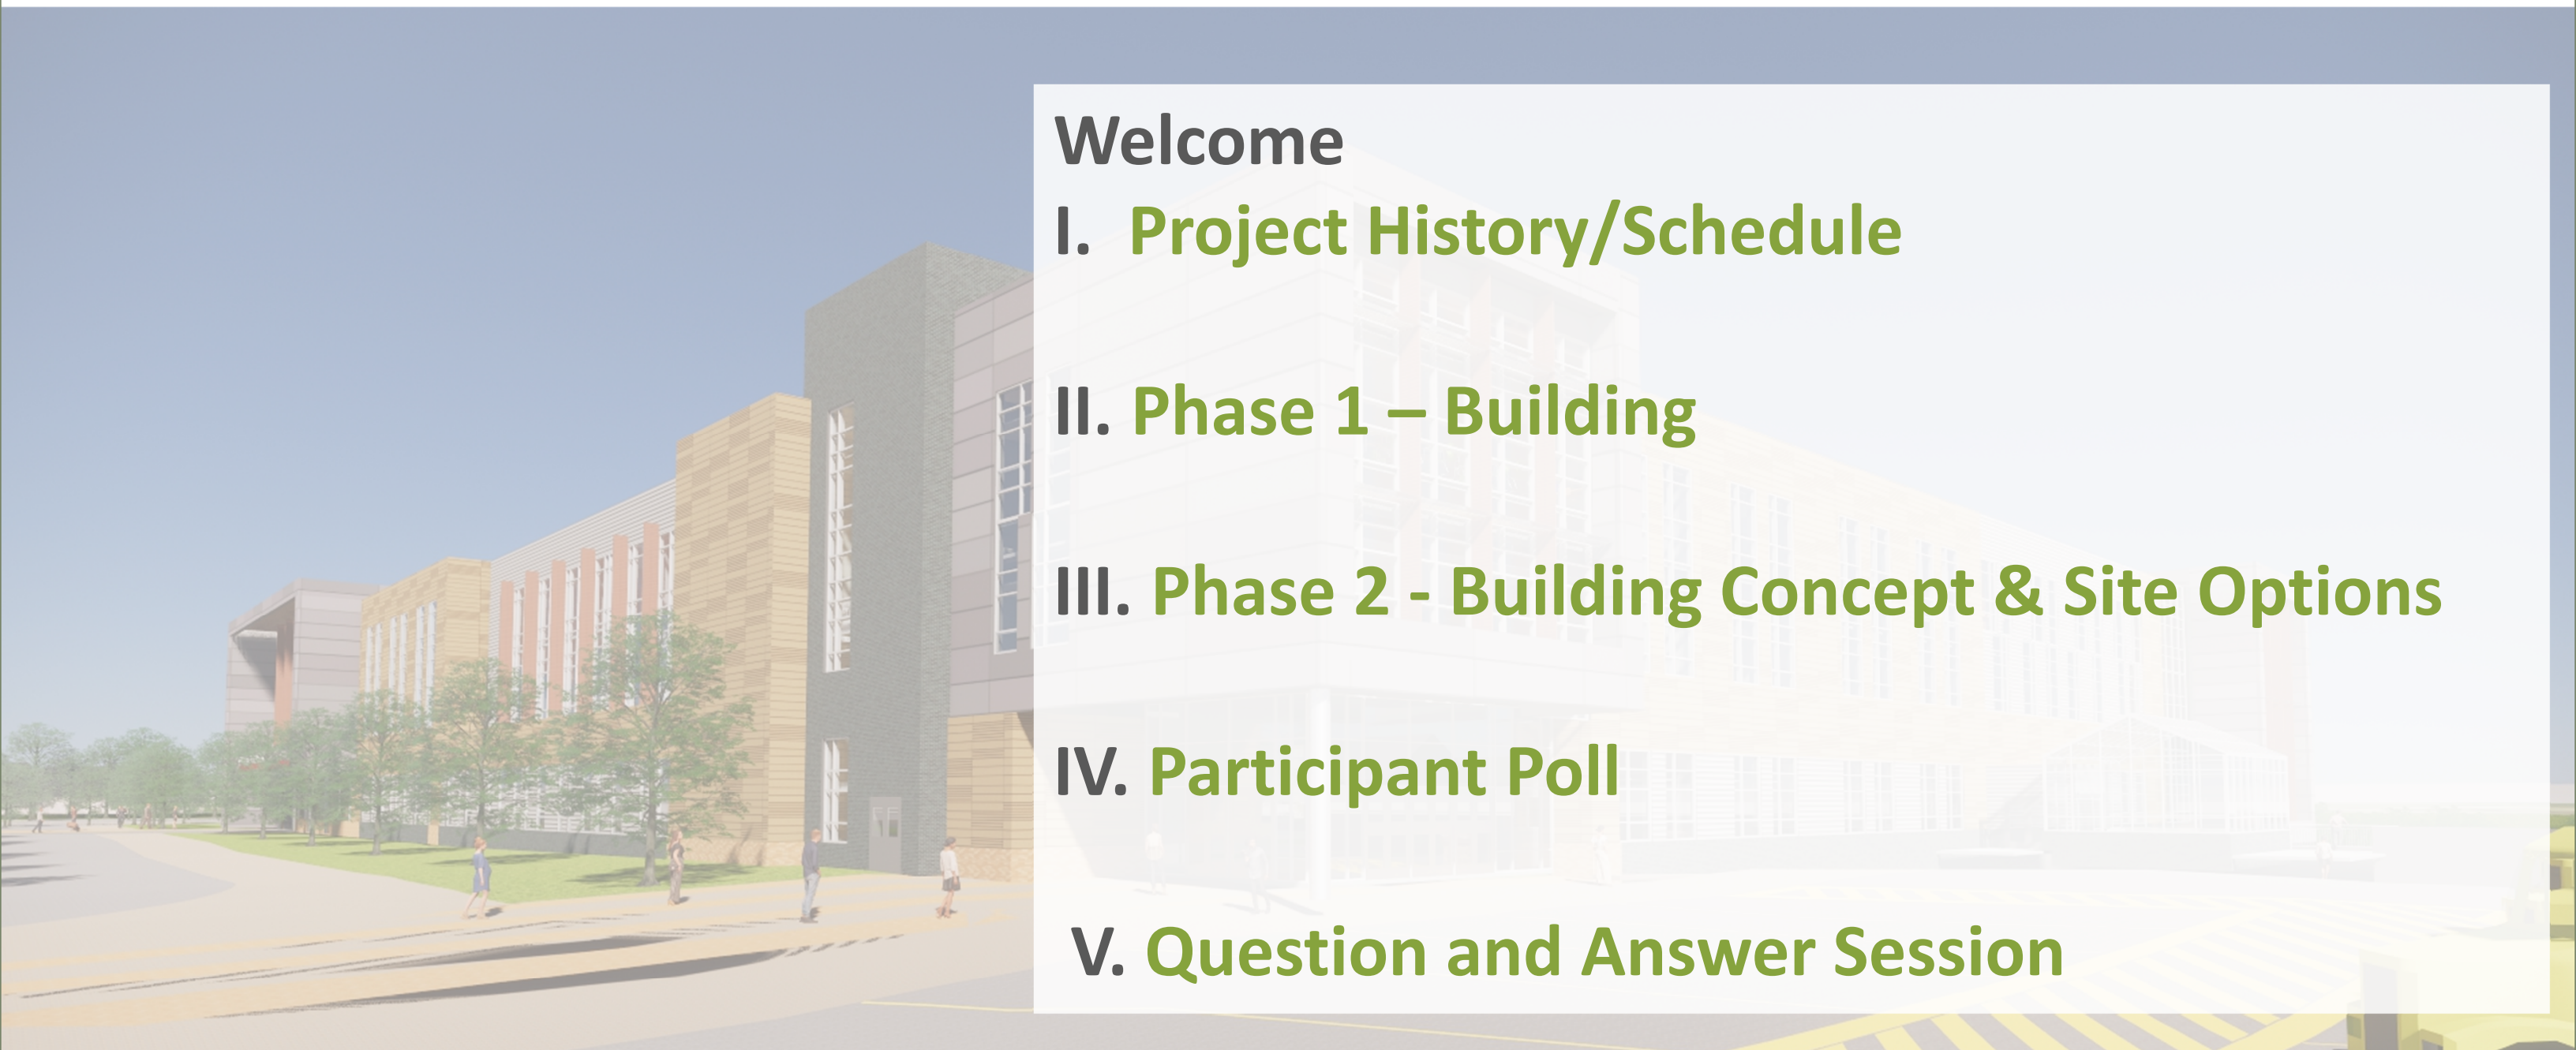 Welcome
I. Project History/Schedule
II. Phase 1 – Building
III. Phase 2 - Building Concept & Site Options
IV. Participant Poll
V. Question and Answer Session